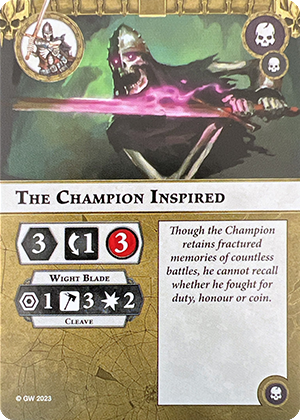 THE CHAMPION INSPIRED
3 1 3
WIGHT BLADE
1 3 2
CLEAVE
Though the Champion
retains fractured
memories of countless
battles, he cannot recall
whether he fought for
duty, honour or coin.
© GW 2023